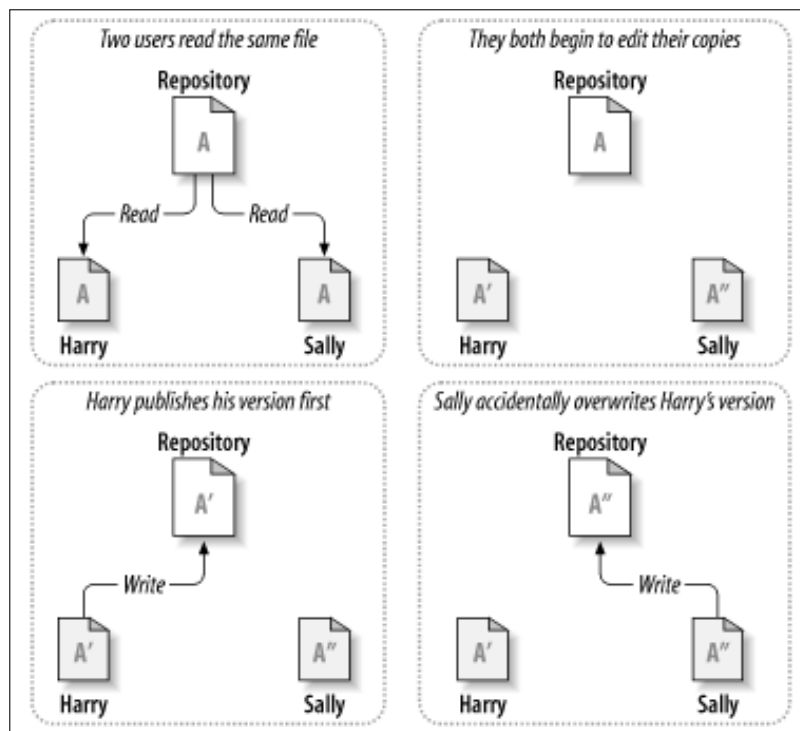 Two users read the same file
Repository
A
Read Read
A A
Harry Sally
They both begin to edit their copies
Repository
A
A′ A″
Harry Sally
Harry publishes his version first
Repository
A′
Write
A′ A″
Harry Sally
Sally accidentally overwrites Harry’s version
Repository
A″
Write
A′ A″
Harry Sally